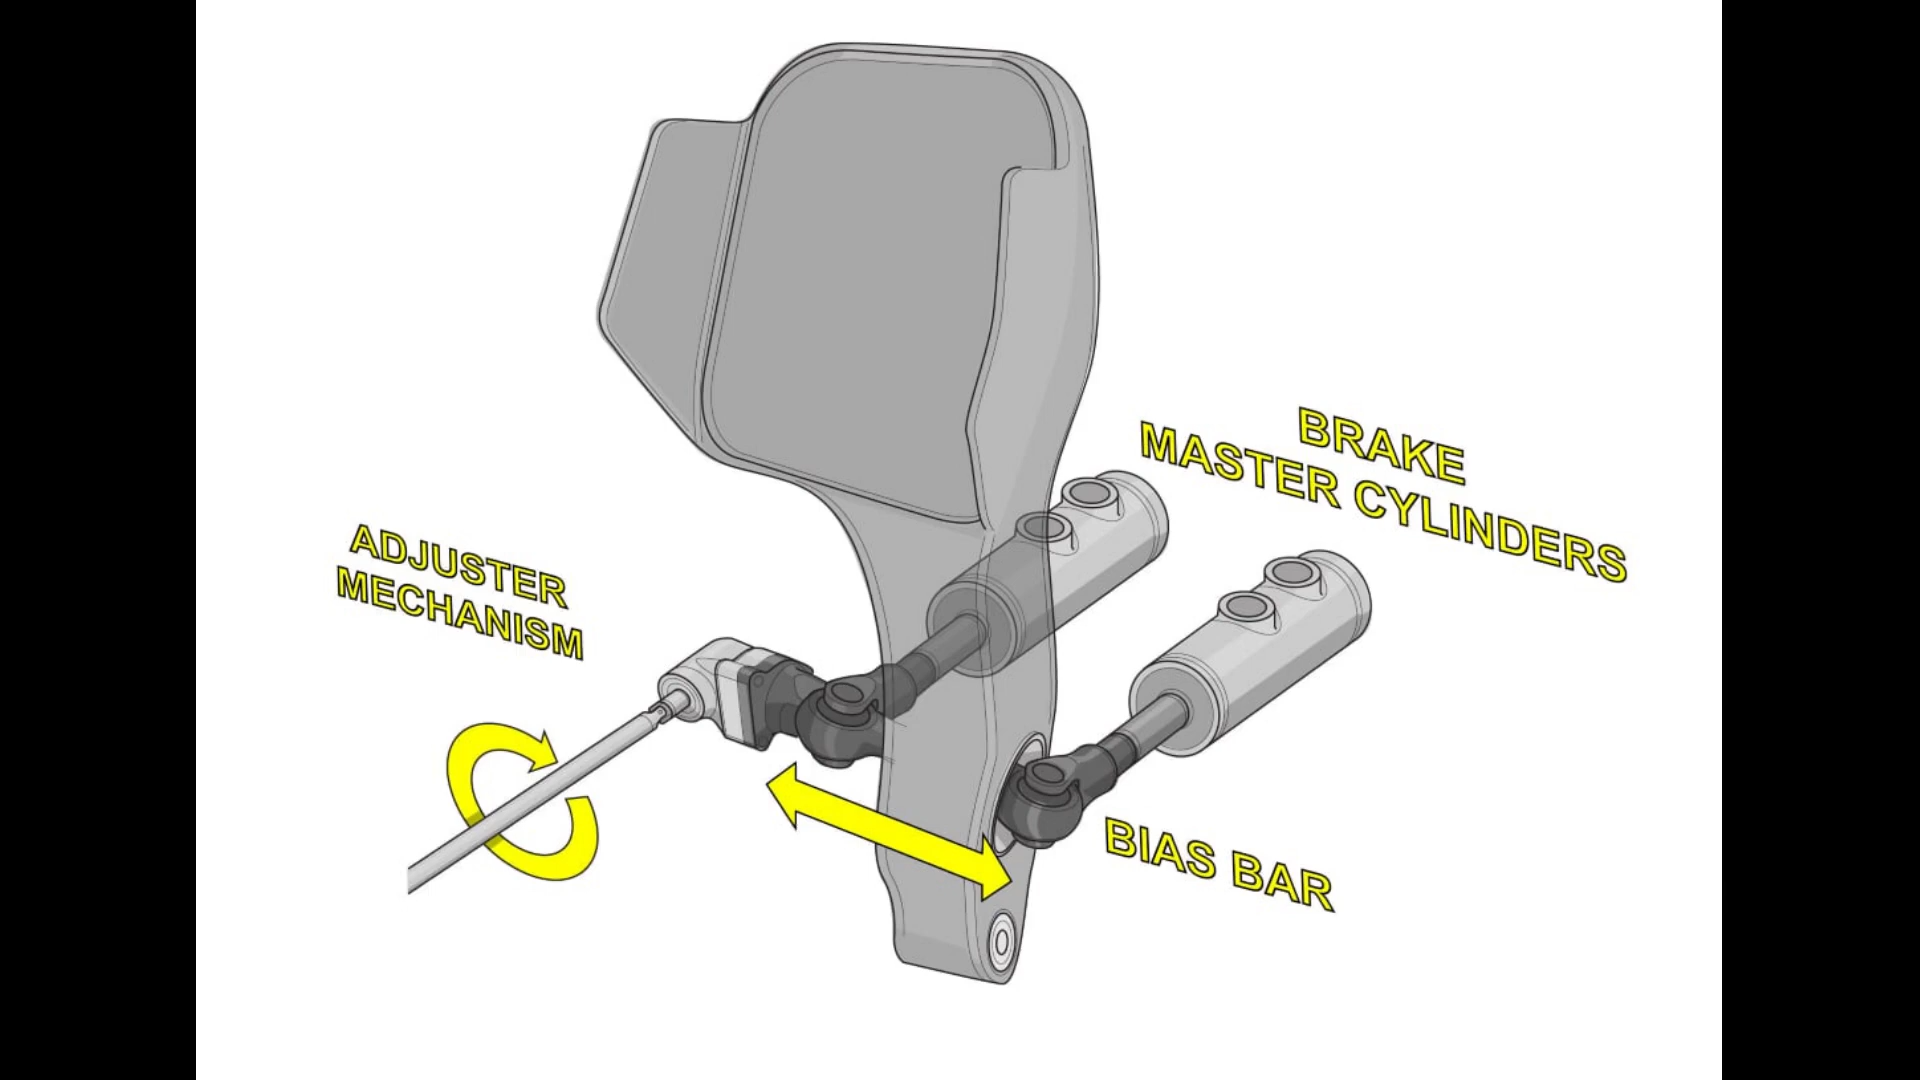 BRAKE
MASTER CYLINDERS
ADJUSTER
MECHANISM
BIAS BAR